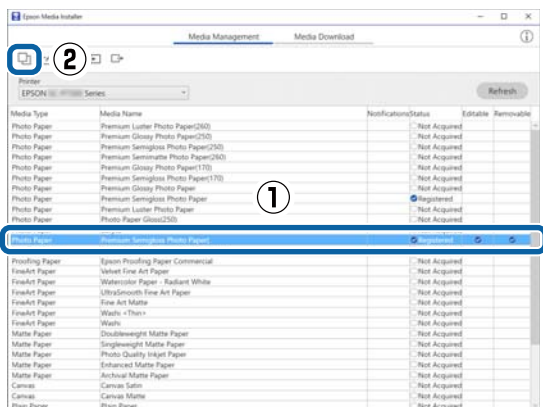 Epson Media Installer
Media Management Media Download
2
Printer
EPSON Series
Refresh
Media Type Media Name Notifications Status Editable Removable
Photo Paper Premium Luster Photo Paper(260) Not Acquired
Photo Paper Premium Glossy Photo Paper(250) Not Acquired
Photo Paper Premium Semigloss Photo Paper(250) Not Acquired
Photo Paper Premium Semimatte Photo Paper(260) Not Acquired
Photo Paper Premium Glossy Photo Paper(170) Not Acquired
Photo Paper Premium Semigloss Photo Paper(170) Not Acquired
Photo Paper Premium Glossy Photo Paper Not Acquired
Photo Paper Premium Semigloss Photo Paper Registered
Photo Paper Premium Luster Photo Paper Not Acquired
Photo Paper Photo Paper Gloss(250) Not Acquired
1
Photo Paper Premium Semigloss Photo Paper( Registered
Proofing Paper Epson Proofing Paper Commercial Not Acquired
FineArt Paper Velvet Fine Art Paper Not Acquired
FineArt Paper Watercolor Paper - Radiant White Not Acquired
FineArt Paper UltraSmooth Fine Art Paper Not Acquired
FineArt Paper Fine Art Matte Not Acquired
FineArt Paper Washi <Thin> Not Acquired
FineArt Paper Washi Not Acquired
Matte Paper Doubleweight Matte Paper Not Acquired
Matte Paper Singleweight Matte Paper Not Acquired
Matte Paper Photo Quality Inkjet Paper Not Acquired
Matte Paper Enhanced Matte Paper Not Acquired
Matte Paper Archival Matte Paper Not Acquired
Canvas Canvas Satin Not Acquired
Canvas Canvas Matte Not Acquired
Plain Paper Plain Paper Not Acquired